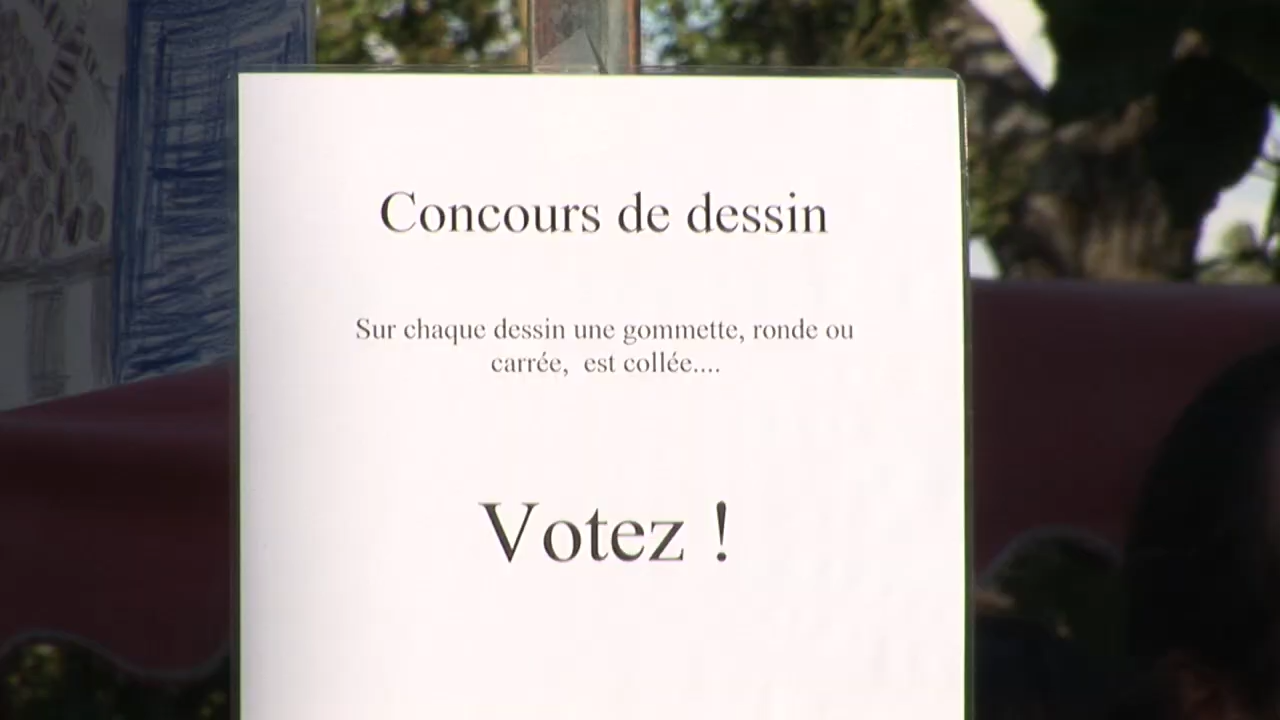 Concours de dessin
Sur chaque dessin une gommette, ronde ou
carrée, est collée....
Votez !